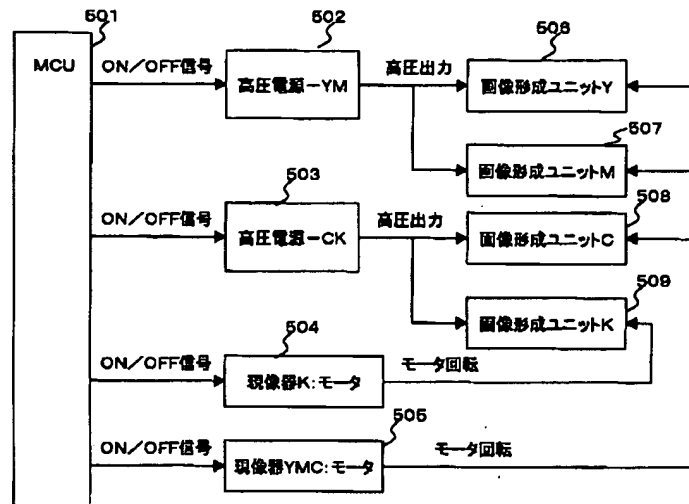 501
MCU
ON/OFF信号
502
高圧電源－YM
高圧出力
506
画像形成ユニットY
507
画像形成ユニットM
ON/OFF信号
503
高圧電源－CK
高圧出力
508
画像形成ユニットC
509
画像形成ユニットK
ON/OFF信号
504
現像器K:モータ
モータ回転
ON/OFF信号
505
現像器YMC:モータ
モータ回転